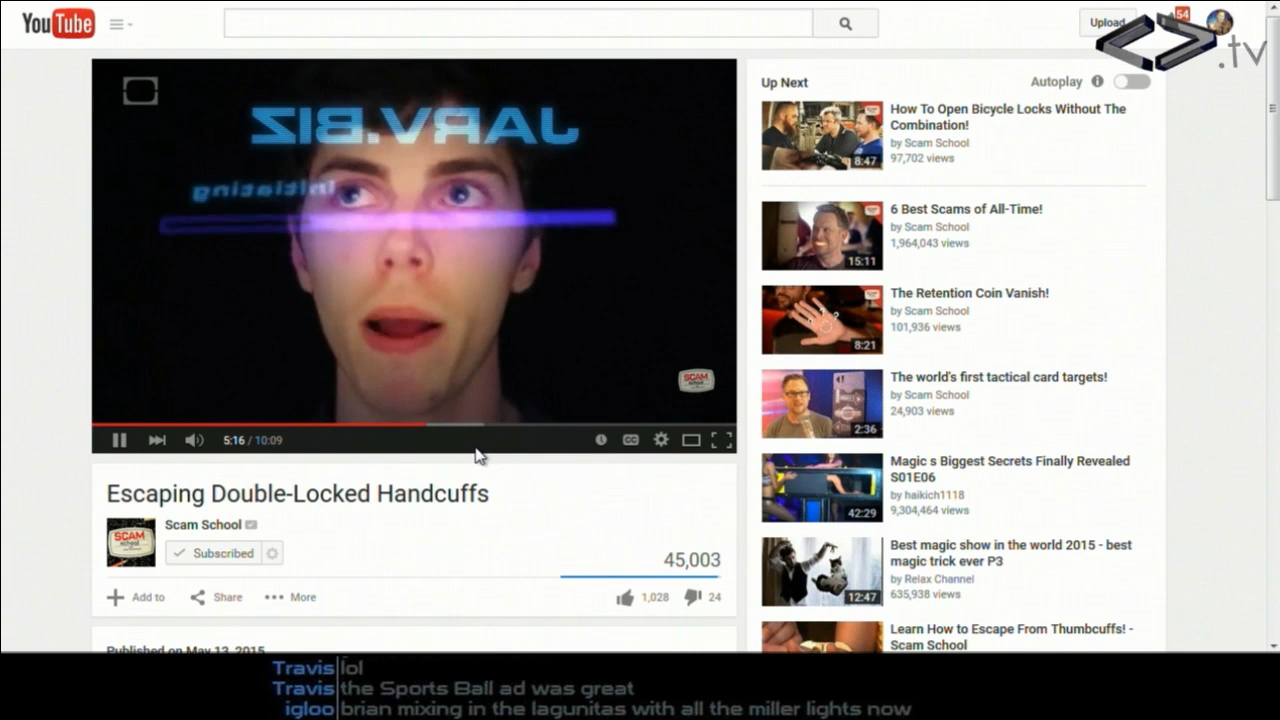 YouTube
Upload
54
<>.tv
JARV.BIZ
Initiating
SCAM
school
5:16 / 10:09
CC
Escaping Double-Locked Handcuffs
SCAM
school
Scam School
Subscribed
45,003
Add to
Share
More
1,028
24
Published on May 13, 2015
Up Next
Autoplay
8:47
How To Open Bicycle Locks Without The
Combination!
by Scam School
97,702 views
15:11
6 Best Scams of All-Time!
by Scam School
1,964,043 views
8:21
The Retention Coin Vanish!
by Scam School
101,936 views
2:36
The world's first tactical card targets!
by Scam School
24,903 views
42:29
Magic s Biggest Secrets Finally Revealed
S01E06
by haikich1118
9,304,464 views
12:47
Best magic show in the world 2015 - best
magic trick ever P3
by Relax Channel
635,938 views
Learn How to Escape From Thumbcuffs! -
Scam School
Travis lol
Travis the Sports Ball ad was great
igloo brian mixing in the lagunitas with all the miller lights now